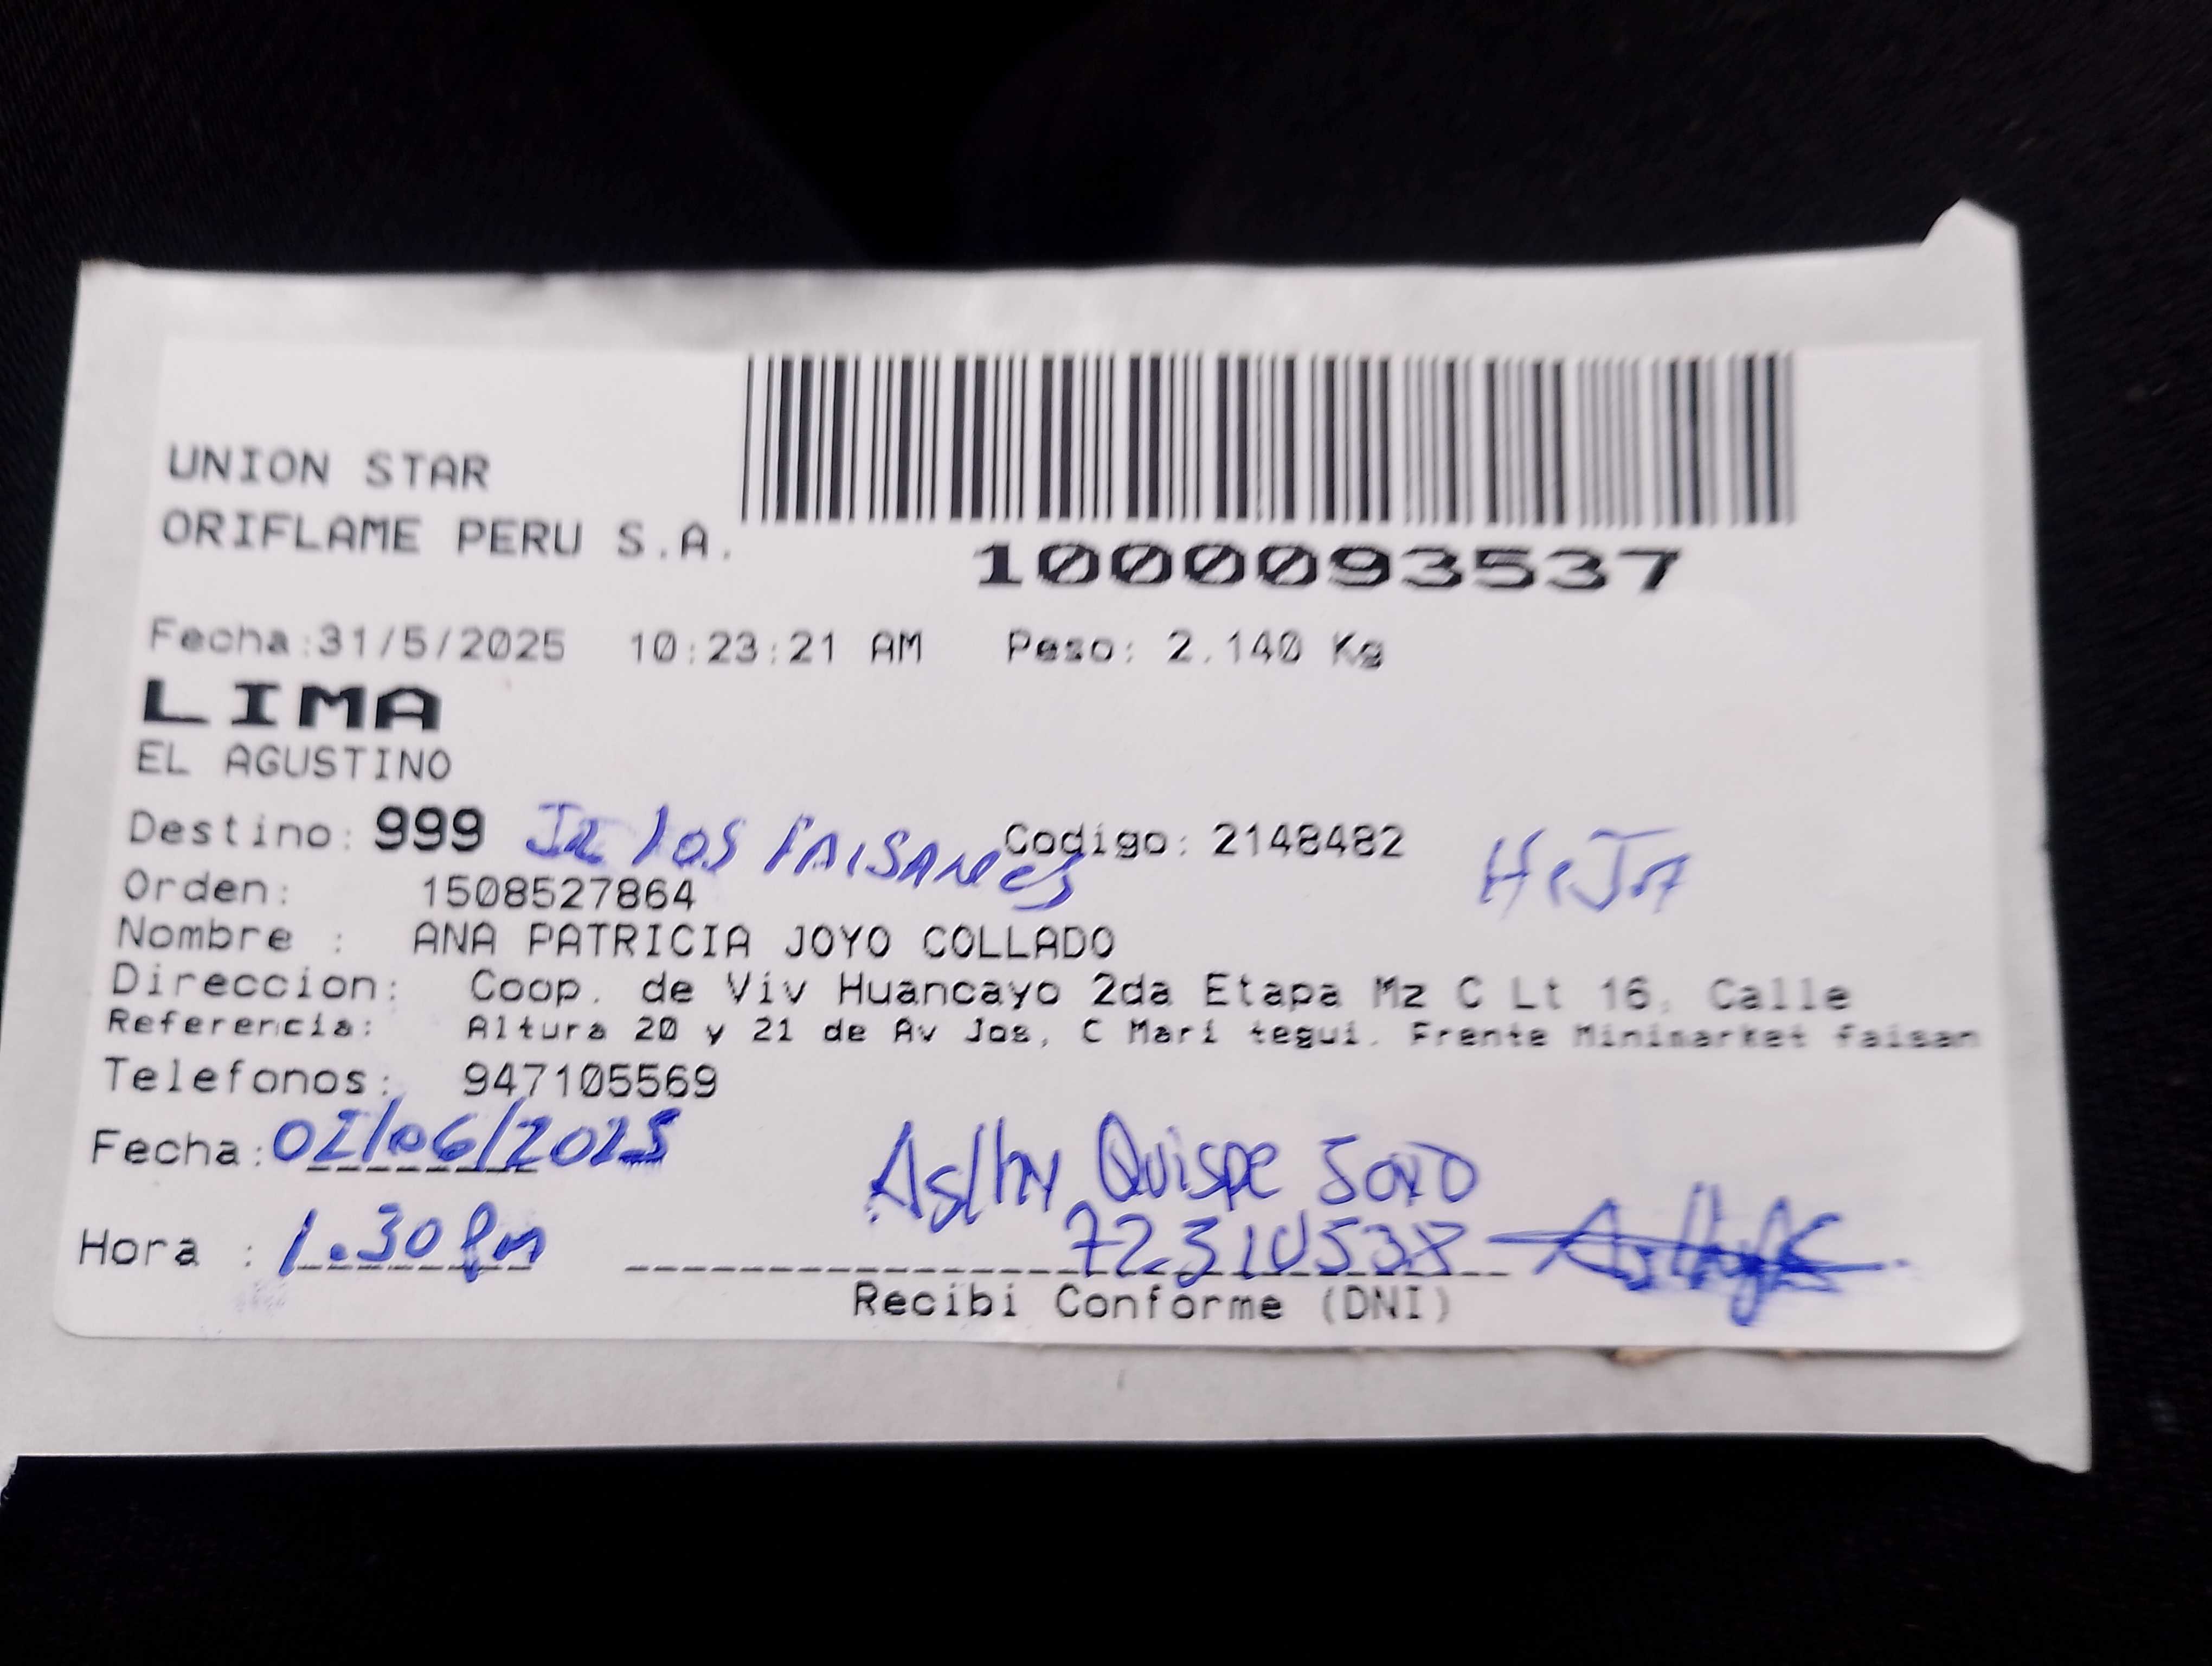 UNION STAR
ORIFLAME PERU S.A.
1000093537
Fecha:31/5/2025 10:23:21 AM Peso: 2.140 Kg
LIMA
EL AGUSTINO
Destino: 999 JR LOS FAISANES Codigo: 2148482 HIJA
Orden: 1508527864
Nombre : ANA PATRICIA JOYO COLLADO
Direccion: Coop. de Viv Huancayo 2da Etapa Mz C Lt 16, Calle
Referencia: Altura 20 y 21 de Av Jos, C Mari tegui. Frente Minimarket faisan
Telefonos: 947105569
Fecha: 02/06/2025
Aslhy Quispe
Hora : 1.30 Pm
72310538
Recibi Conforme (DNI)